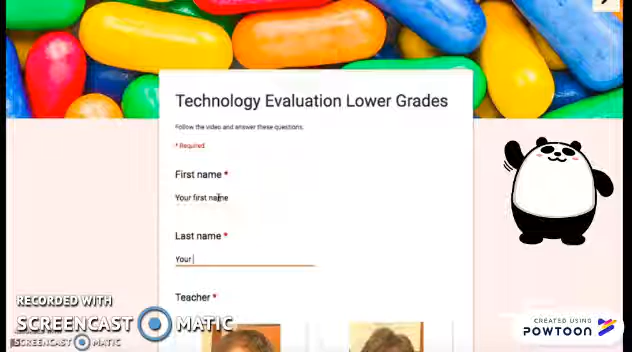 Technology Evaluation Lower Grades
Follow the video and answer these questions.
* Required
First name *
Your first name
Last name *
Your
Teacher *
RECORDED WITH
SCREENCAST MATIC
SCREENCAST MATIC
CREATED USING
POWTOON